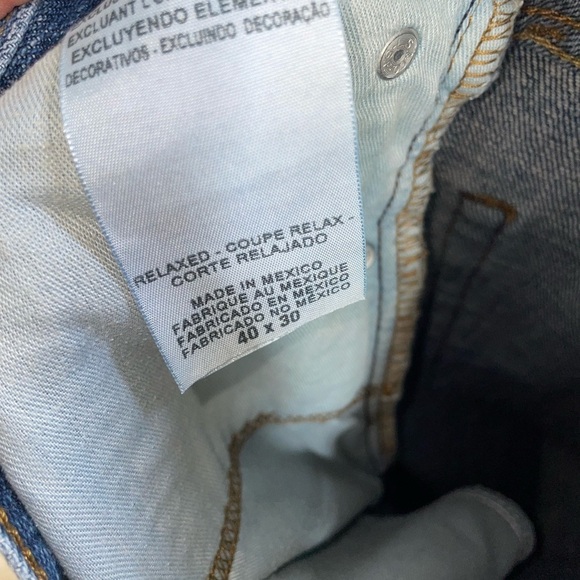 EXCLUYENDO ELEMEN
DECORATIVOS - EXCLUINDO DECORAÇÃO
RELAXED - COUPE RELAX -
CORTE RELAJADO
MADE IN MEXICO
FABRIQUE AU MEXIQUE
FABRICADO EN MEXICO
FABRICADO NO MÉXICO
40 x 30